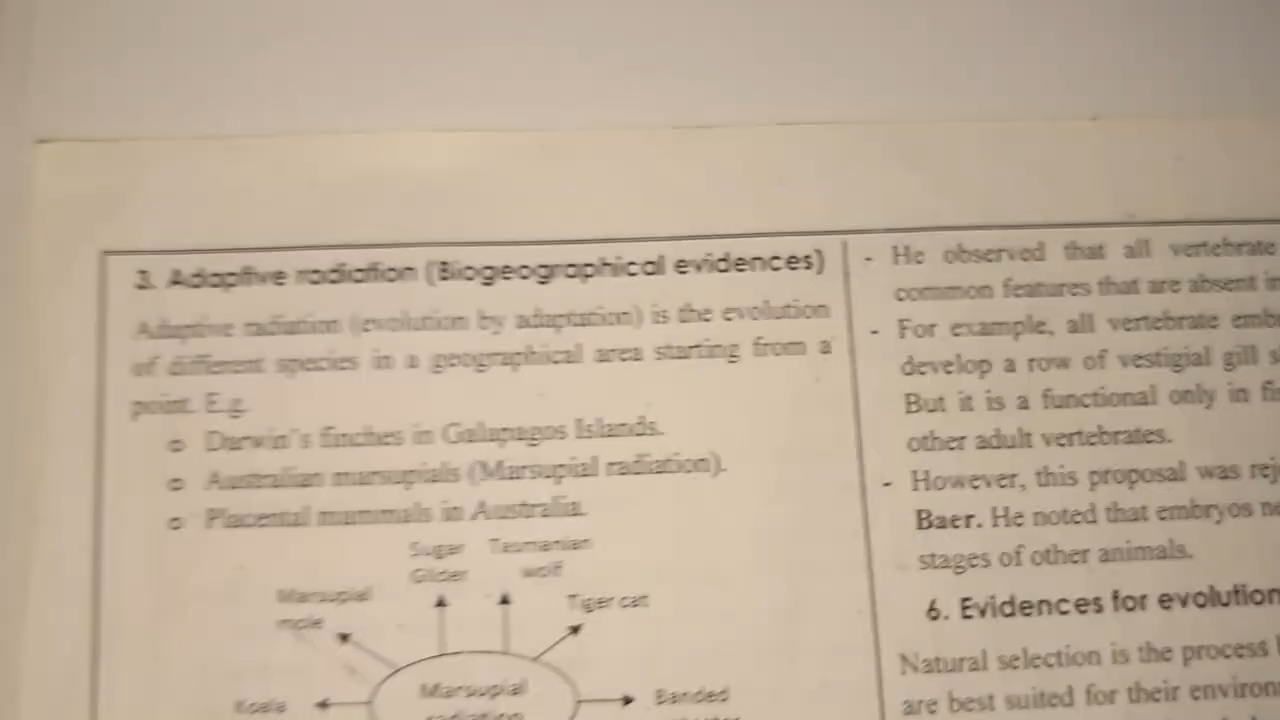 3. Adaptive radiation (Biogeographical evidences)
Adaptive radiation (evolution by adaptation) is the evolution
of different species in a geographical area starting from a
point. E.g.
Darwin's finches in Galapagos Islands.
Australian marsupials (Marsupial radiation).
Placental mammals in Australia.
Sugar Glider
Tasmanian wolf
Marsupial mole
Tiger cat
Koala
Marsupial radiation
Banded
- He observed that all vertebrate
common features that are absent in
- For example, all vertebrate emb
develop a row of vestigial gill s
But it is a functional only in fis
other adult vertebrates.
- However, this proposal was rej
Baer. He noted that embryos ne
stages of other animals.
6. Evidences for evolution
Natural selection is the process
are best suited for their environ